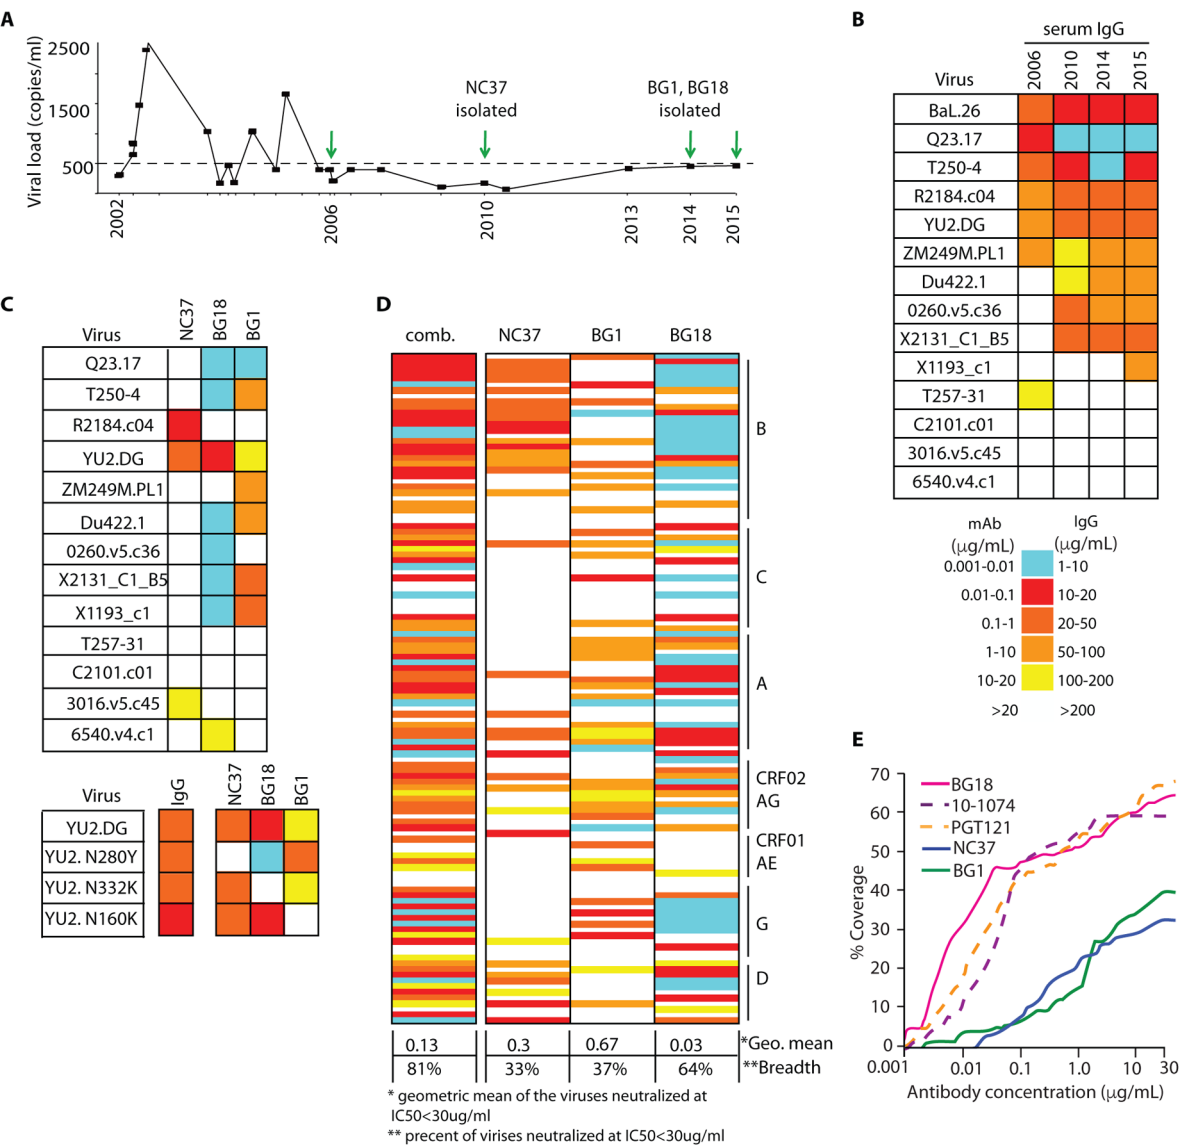 A
Viral load (copies/ml)
2500
1500
500
NC37
isolated
BG1, BG18
isolated
2002
2006
2010
2013
2014
2015
B
serum IgG
Virus
2006
2010
2014
2015
BaL.26
Q23.17
T250-4
R2184.c04
YU2.DG
ZM249M.PL1
Du422.1
0260.v5.c36
X2131_C1_B5
X1193_c1
T257-31
C2101.c01
3016.v5.c45
6540.v4.c1
mAb
(µg/mL)
IgG
(µg/mL)
0.001-0.01 1-10
0.01-0.1 10-20
0.1-1 20-50
1-10 50-100
10-20 100-200
>20 >200
C
Virus
NC37
BG18
BG1
Q23.17
T250-4
R2184.c04
YU2.DG
ZM249M.PL1
Du422.1
0260.v5.c36
X2131_C1_B5
X1193_c1
T257-31
C2101.c01
3016.v5.c45
6540.v4.c1
Virus
IgG
NC37
BG18
BG1
YU2.DG
YU2. N280Y
YU2. N332K
YU2. N160K
D
comb. NC37 BG1 BG18
B
C
A
CRF02
AG
CRF01
AE
G
D
0.13 0.3 0.67 0.03 *Geo. mean
81% 33% 37% 64% **Breadth
* geometric mean of the viruses neutralized at
IC50<30ug/ml
** precent of virises neutralized at IC50<30ug/ml
E
% Coverage
70
60
50
40
30
20
10
0
BG18
10-1074
PGT121
NC37
BG1
0.001 0.01 0.1 1.0 10 30
Antibody concentration (µg/mL)